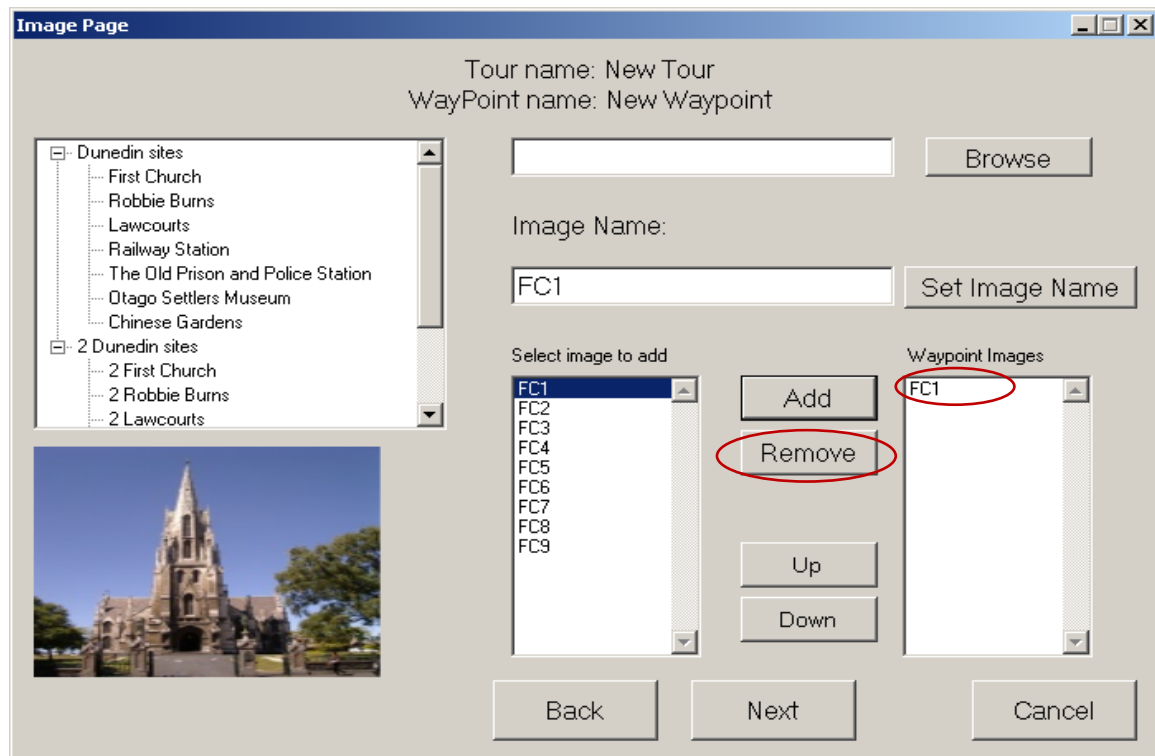 Image Page
Tour name: New Tour
WayPoint name: New Waypoint
Dunedin sites
First Church
Robbie Burns
Lawcourts
Railway Station
The Old Prison and Police Station
Otago Settlers Museum
Chinese Gardens
2 Dunedin sites
2 First Church
2 Robbie Burns
2 Lawcourts
Browse
Image Name:
FC1
Set Image Name
Select image to add
FC1
FC2
FC3
FC4
FC5
FC6
FC7
FC8
FC9
Add
Remove
Up
Down
Waypoint Images
FC1
Back
Next
Cancel